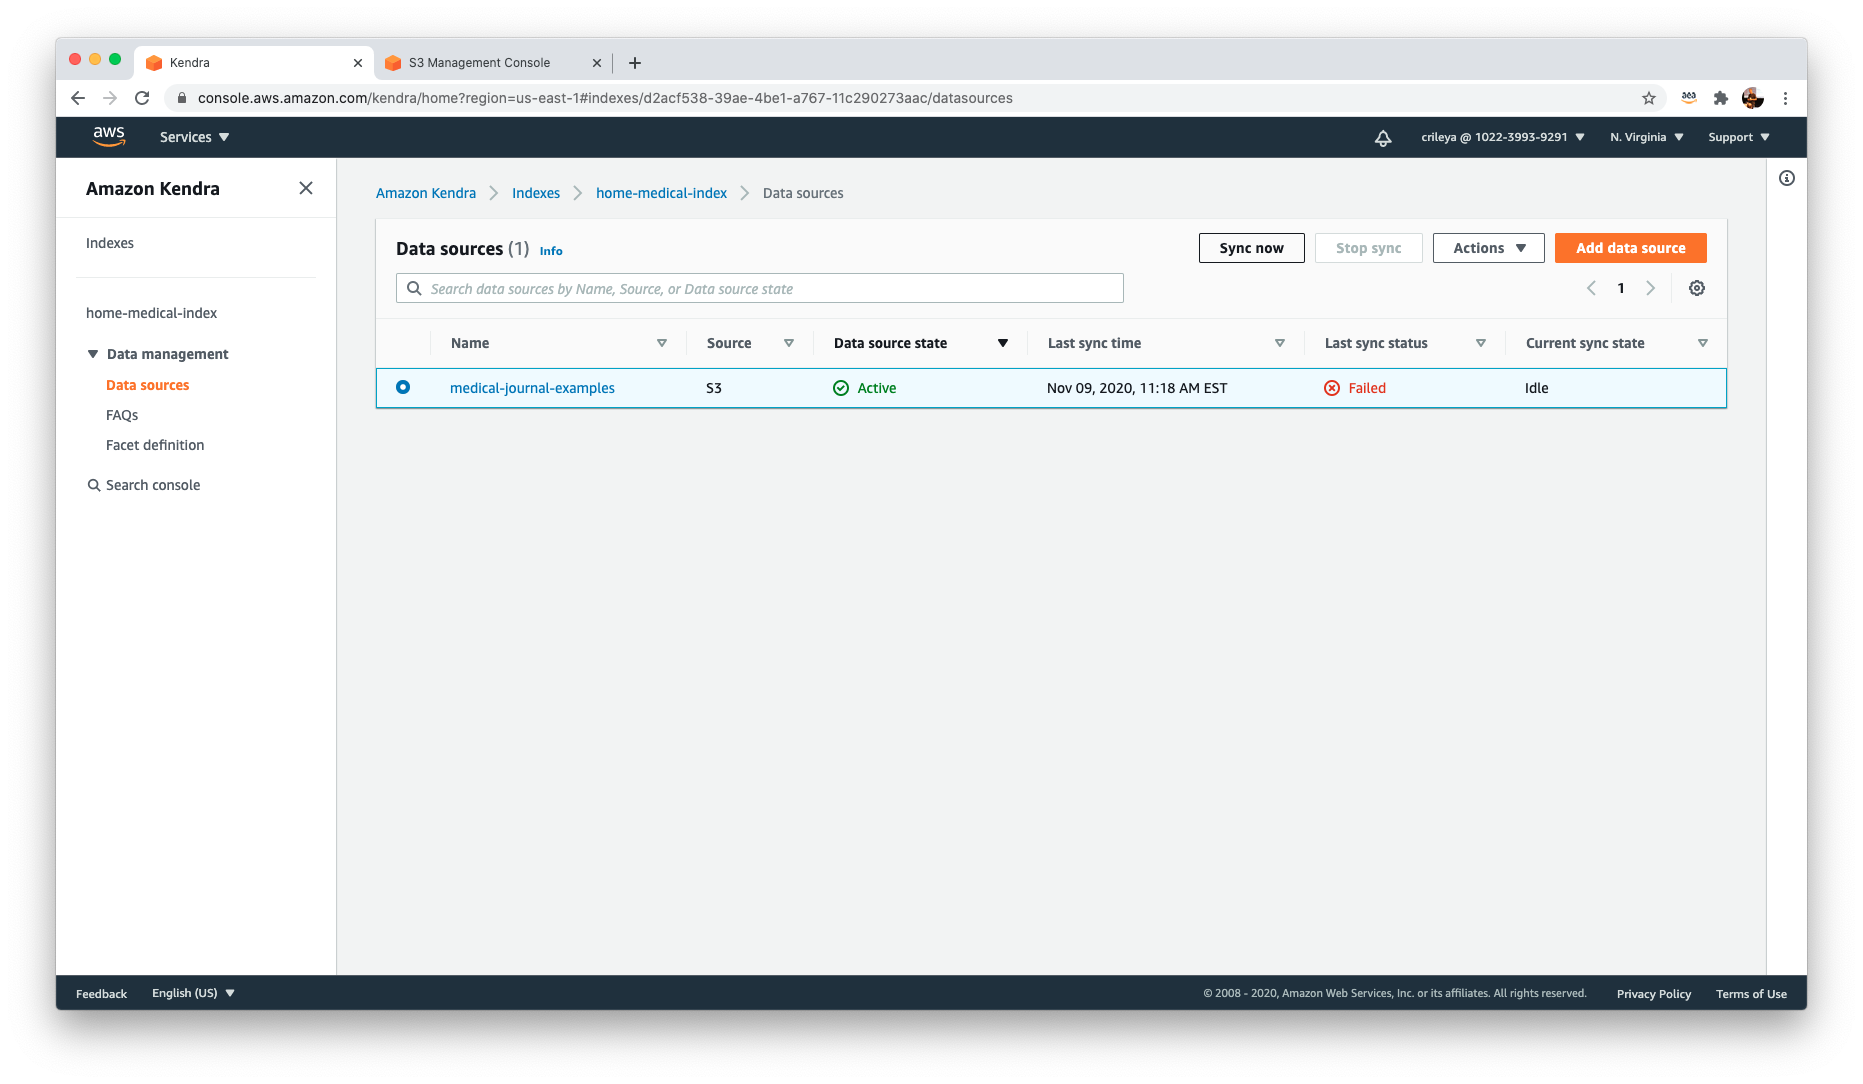 Kendra
S3 Management Console
console.aws.amazon.com/kendra/home?region=us-east-1#indexes/d2acf538-39ae-4be1-a767-11c290273aac/datasources
aws
Services
crileya @ 1022-3993-9291
N. Virginia
Support
Amazon Kendra
Indexes
home-medical-index
Data management
Data sources
FAQs
Facet definition
Search console
Amazon Kendra
Indexes
home-medical-index
Data sources
Data sources (1) Info
Sync now
Stop sync
Actions
Add data source
Search data sources by Name, Source, or Data source state
1
Name
Source
Data source state
Last sync time
Last sync status
Current sync state
medical-journal-examples
S3
Active
Nov 09, 2020, 11:18 AM EST
Failed
Idle
Feedback
English (US)
© 2008 - 2020, Amazon Web Services, Inc. or its affiliates. All rights reserved.
Privacy Policy
Terms of Use